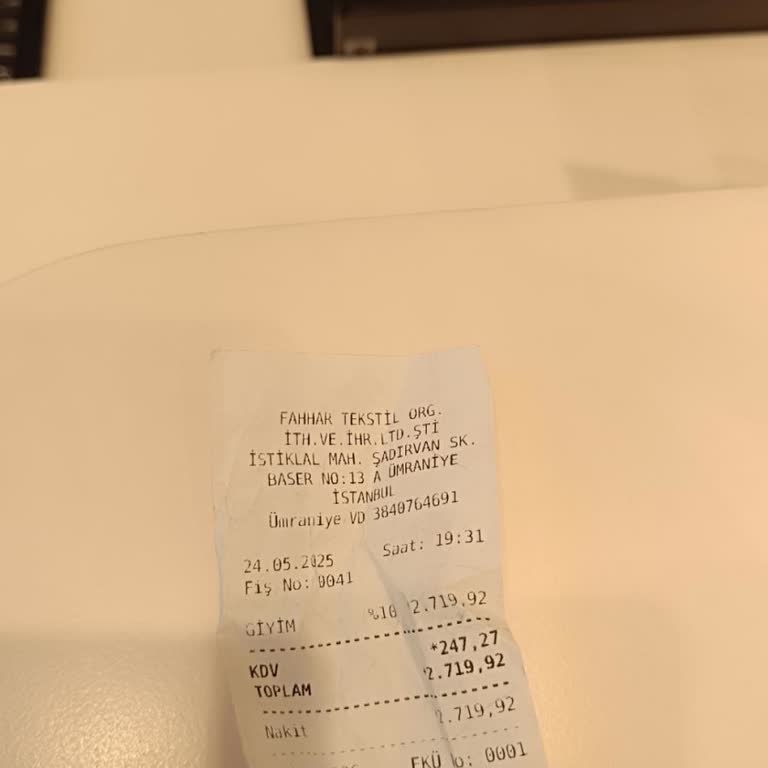 FAHHAR TEKSTİL ORG.
İTH.VE.İHR.LTD.ŞTİ
İSTİKLAL MAH. ŞADIRVAN SK.
BASER NO:13 A ÜMRANİYE
İSTANBUL
Ümraniye VD 3840764691
24.05.2025 Saat: 19:31
Fiş No: 0041
GİYİM %10 2.719,92
KDV *247,27
TOPLAM 2.719,92
Nakit 2.719,92
EKÜ o: 0001